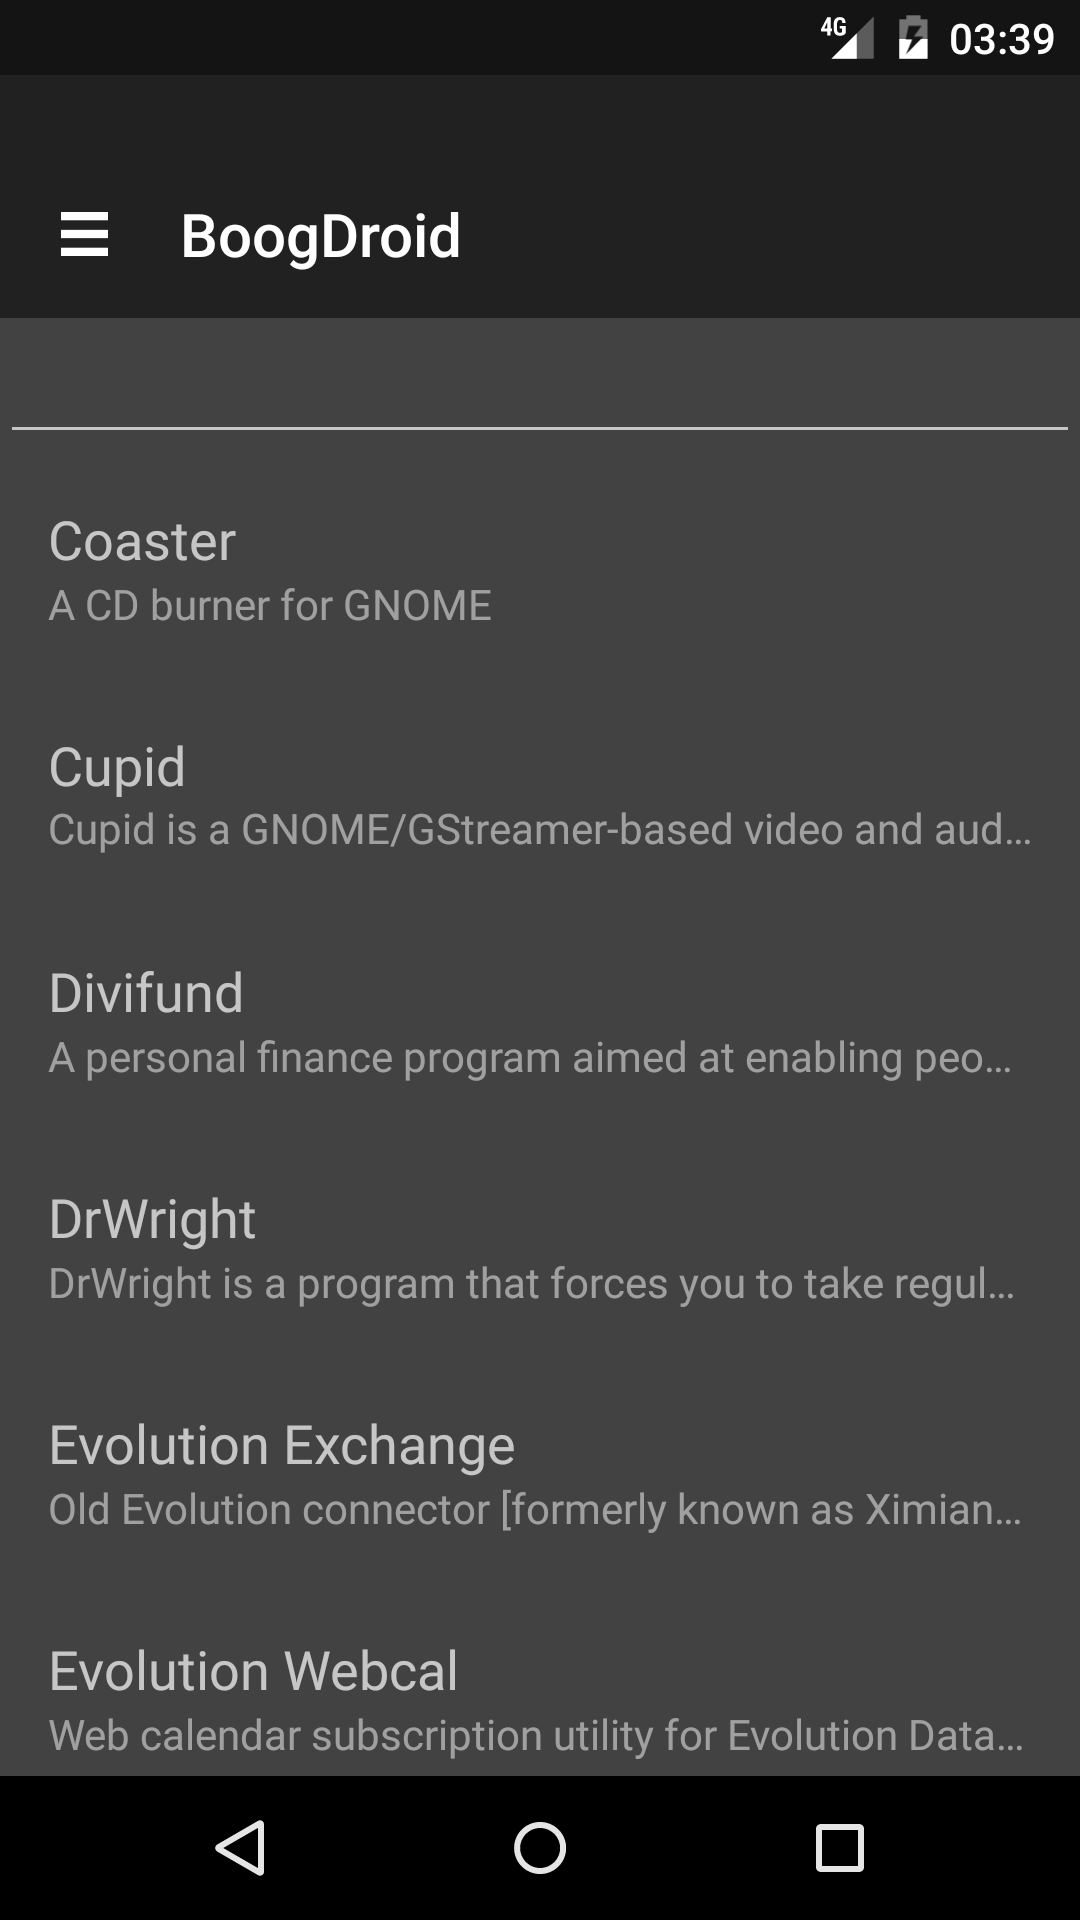 4G 03:39
BoogDroid
Coaster
A CD burner for GNOME
Cupid
Cupid is a GNOME/GStreamer-based video and aud...
Divifund
A personal finance program aimed at enabling peo...
DrWright
DrWright is a program that forces you to take regul...
Evolution Exchange
Old Evolution connector [formerly known as Ximian...
Evolution Webcal
Web calendar subscription utility for Evolution Data...